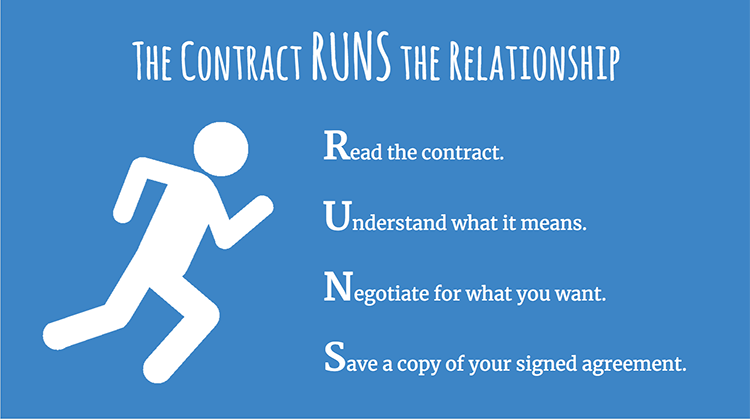 The Contract RUNS the Relationship
Read the contract.
Understand what it means.
Negotiate for what you want.
Save a copy of your signed agreement.